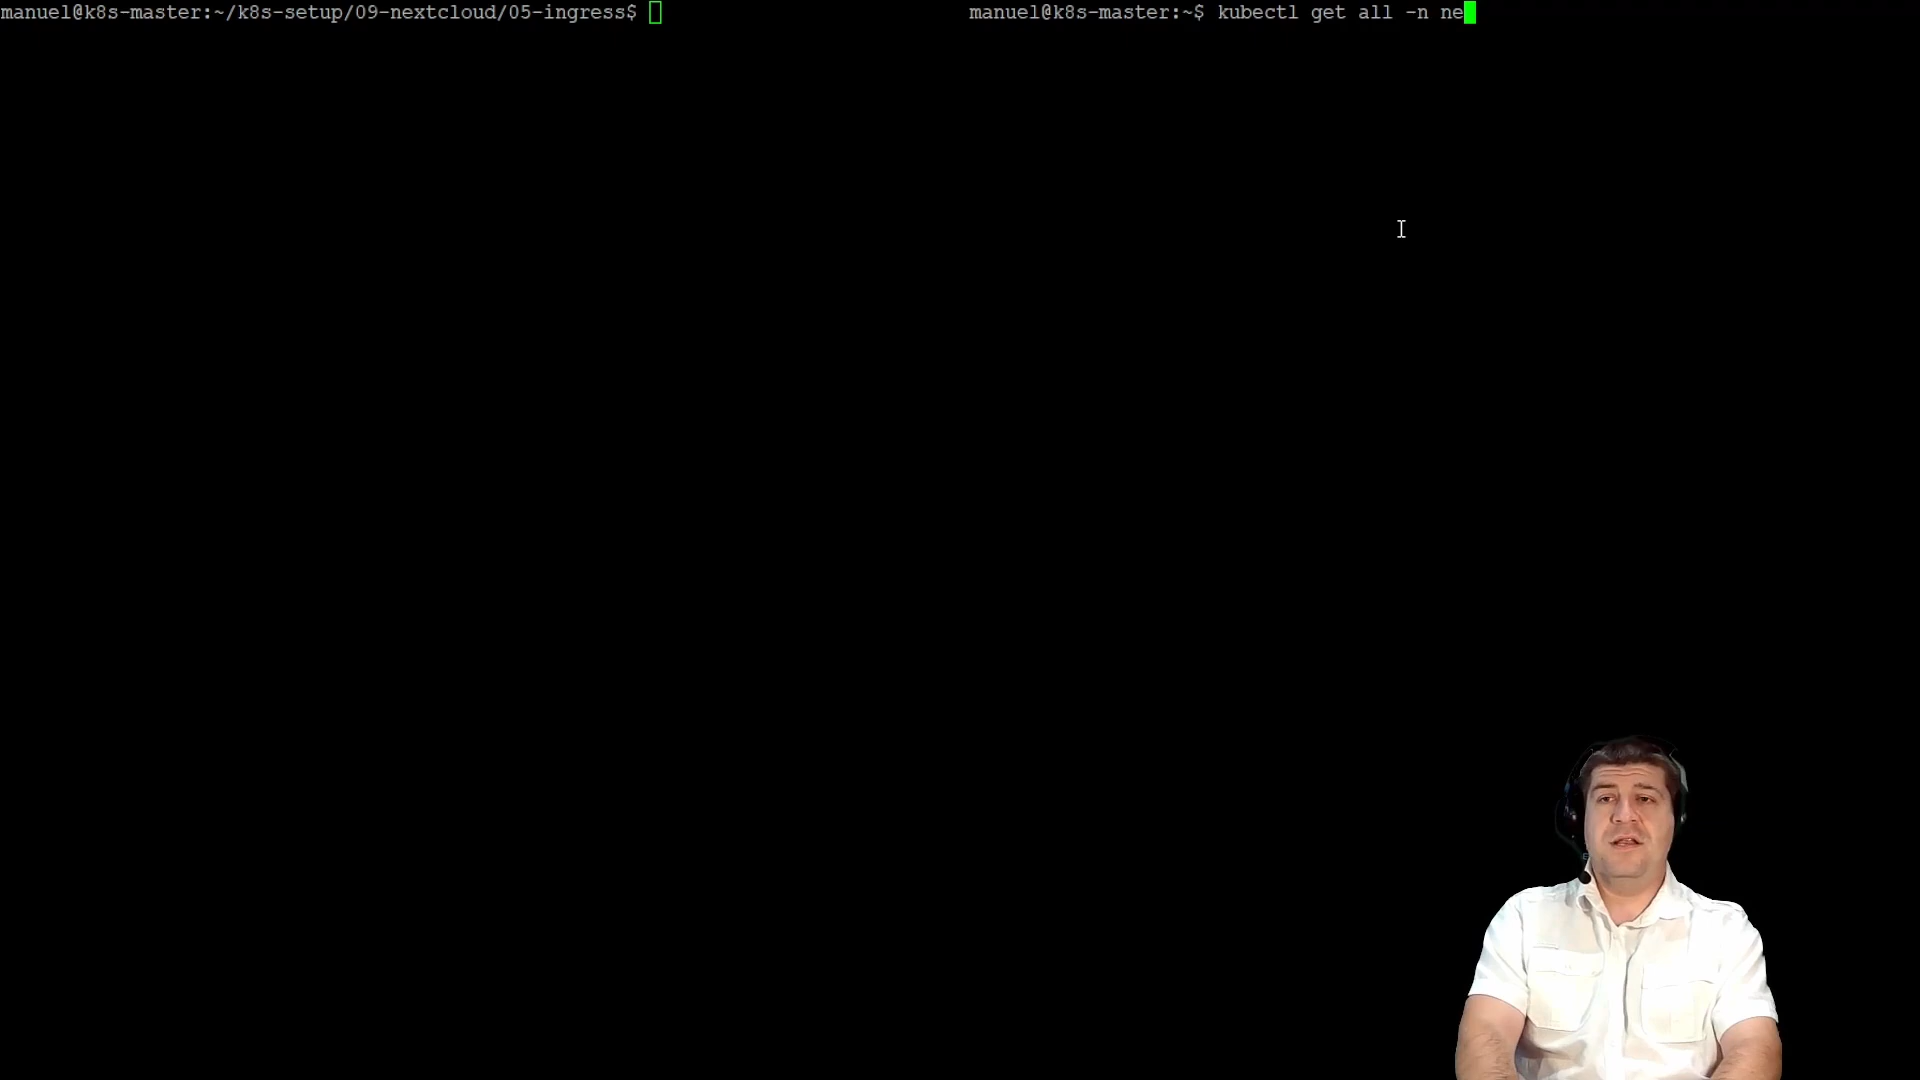 manuel@k8s-master:~/k8s-setup/09-nextcloud/05-ingress$
manuel@k8s-master:~$ kubectl get all -n ne